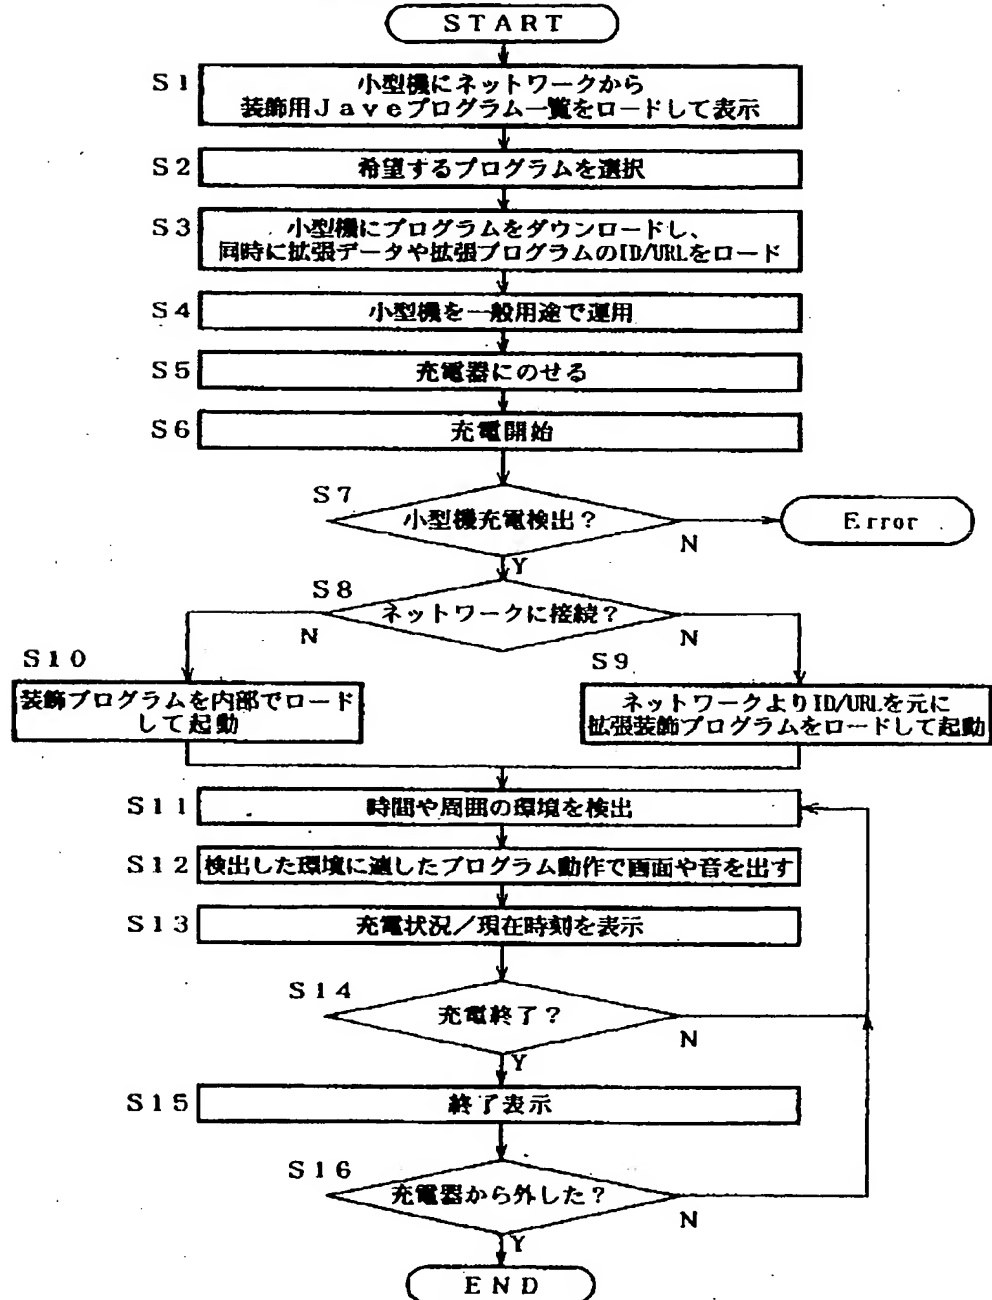 START
S1
小型機にネットワークから
装飾用Javeプログラム一覧をロードして表示
S2
希望するプログラムを選択
S3
小型機にプログラムをダウンロードし、
同時に拡張データや拡張プログラムのID/URLをロード
S4
小型機を一般用途で運用
S5
充電器にのせる
S6
充電開始
S7
小型機充電検出?
N
Error
Y
S8
ネットワークに接続?
N
N
S10
S9
装飾プログラムを内部でロード
して起動
ネットワークよりID/URLを元に
拡張装飾プログラムをロードして起動
S11
時間や周囲の環境を検出
S12
検出した環境に適したプログラム動作で画面や音を出す
S13
充電状況/現在時刻を表示
S14
充電終了?
N
Y
S15
終了表示
S16
充電器から外した?
N
Y
END